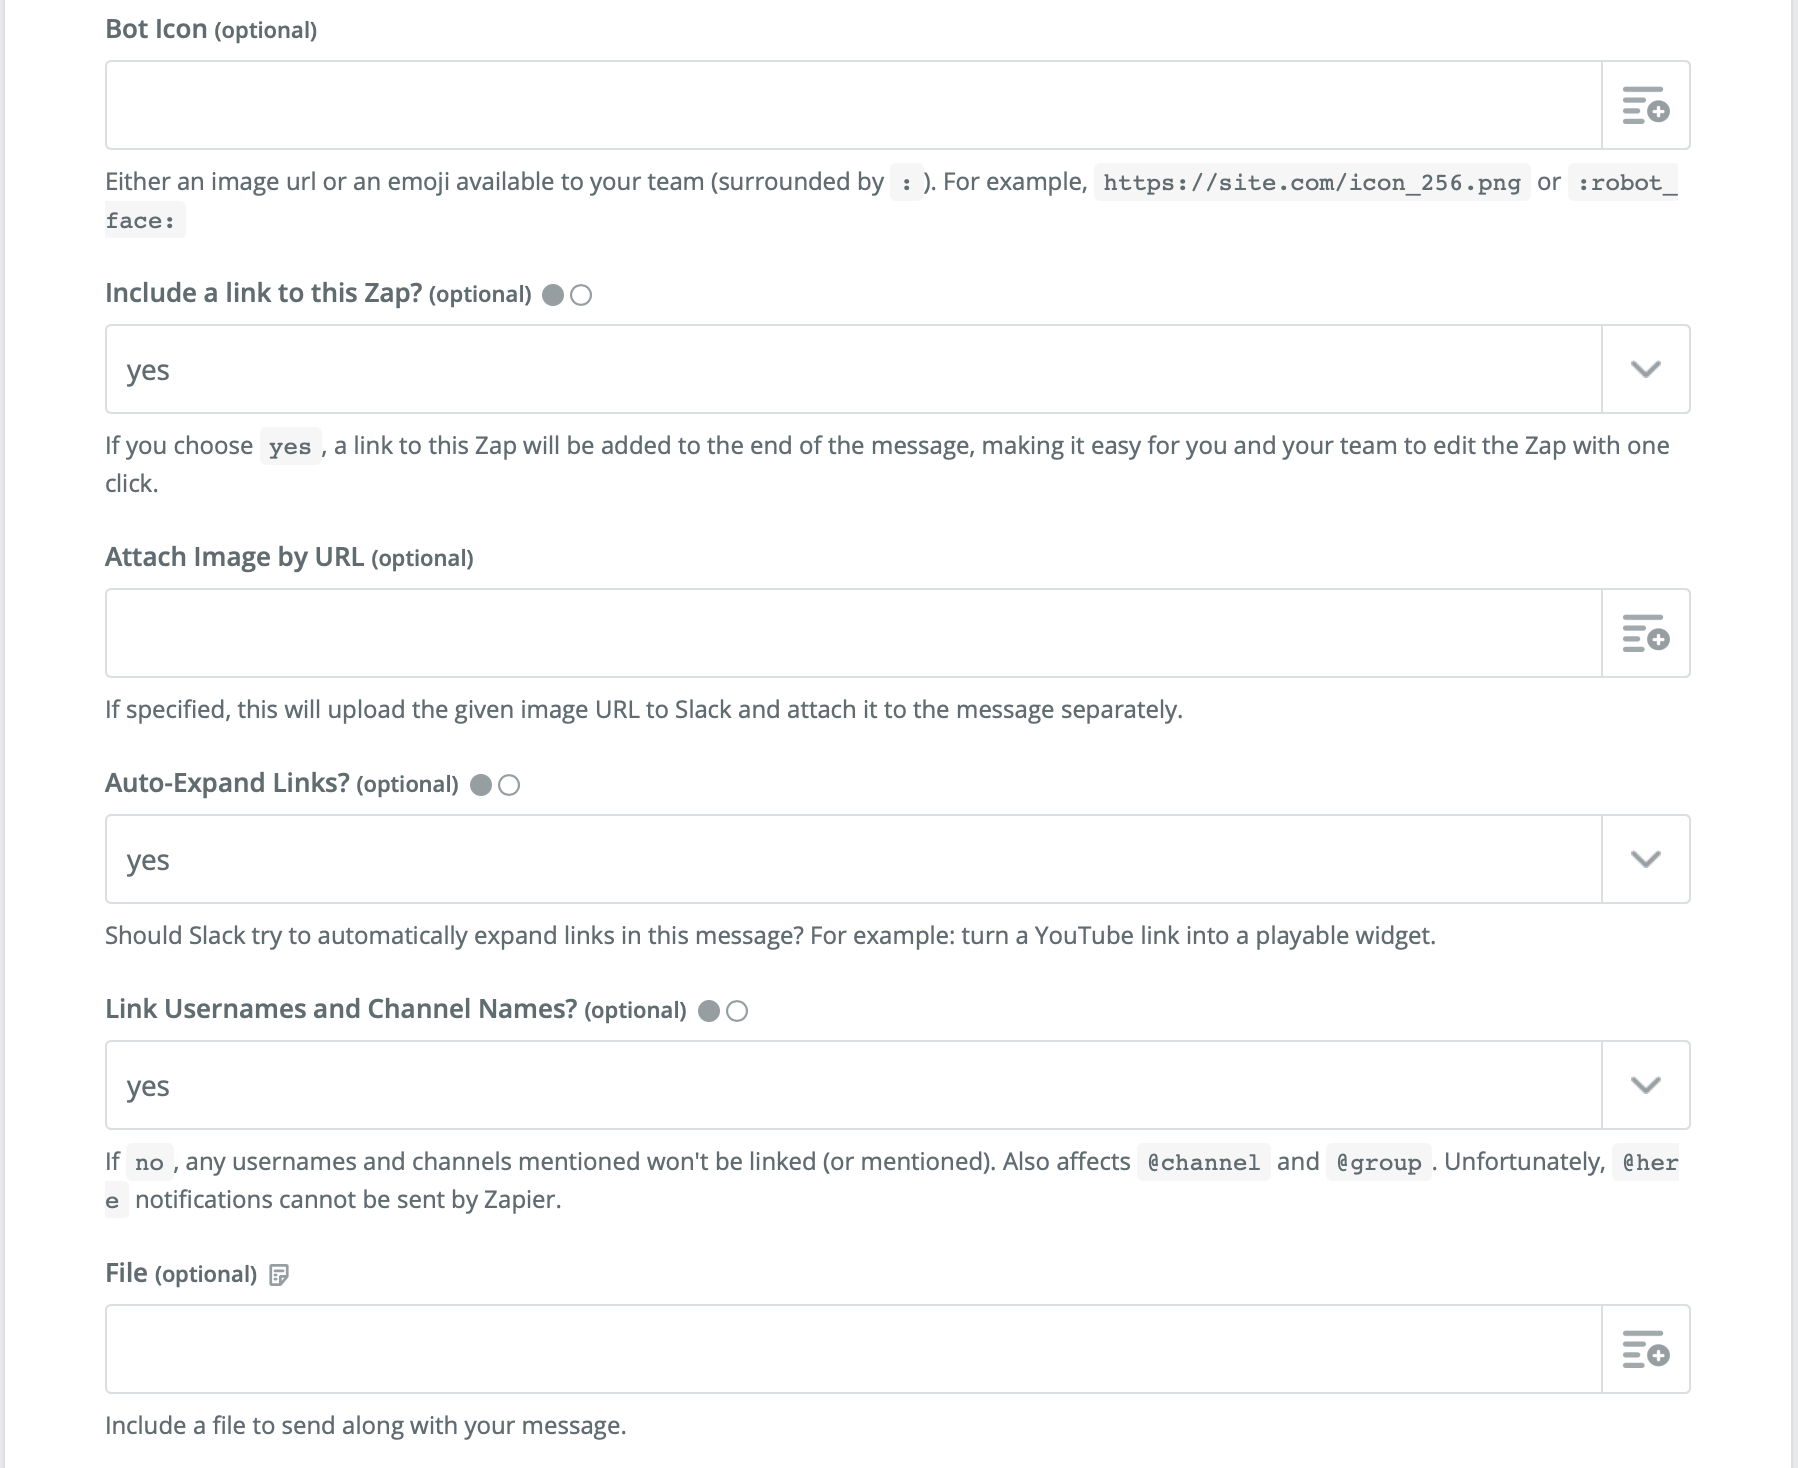 Bot Icon (optional)
Either an image url or an emoji available to your team (surrounded by : ). For example, https://site.com/icon_256.png or :robot_
face:
Include a link to this Zap? (optional)
yes
If you choose yes , a link to this Zap will be added to the end of the message, making it easy for you and your team to edit the Zap with one
click.
Attach Image by URL (optional)
If specified, this will upload the given image URL to Slack and attach it to the message separately.
Auto-Expand Links? (optional)
yes
Should Slack try to automatically expand links in this message? For example: turn a YouTube link into a playable widget.
Link Usernames and Channel Names? (optional)
yes
If no , any usernames and channels mentioned won't be linked (or mentioned). Also affects @channel and @group . Unfortunately, @her
e notifications cannot be sent by Zapier.
File (optional)
Include a file to send along with your message.